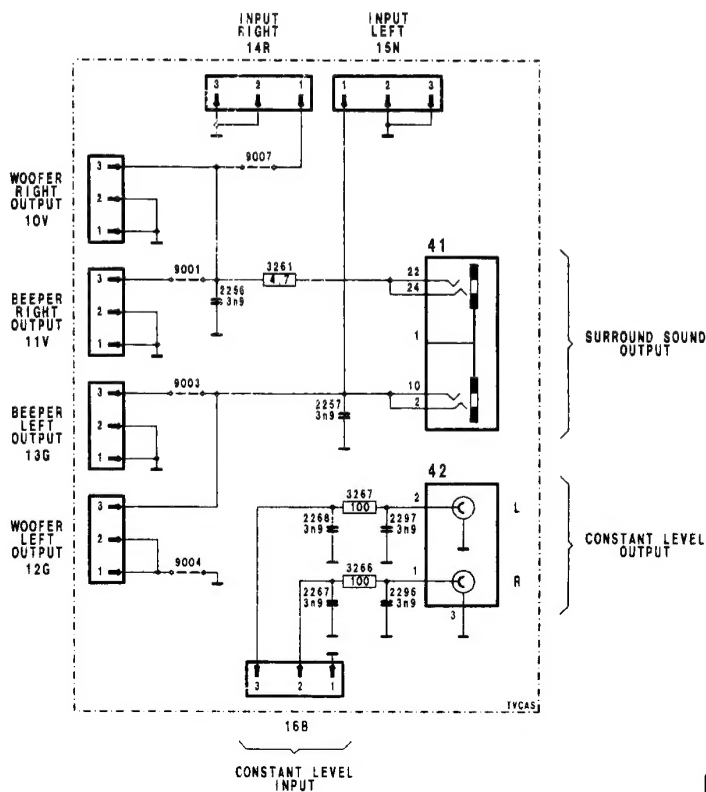 INPUT RIGHT 14R
INPUT LEFT 15N
3 2 1
1 2 3
9007
WOOFER RIGHT OUTPUT 10V
3
2
1
BEEPER RIGHT OUTPUT 11V
3
2
1
9001
2256
3n9
3261
4,7
41
22
24
1
10
2
SURROUND SOUND OUTPUT
BEEPER LEFT OUTPUT 13G
3
2
1
9003
2257
3n9
WOOFER LEFT OUTPUT 12G
3
2
1
9004
42
2268
3n9
3267
100
2297
3n9
2
L
2267
3n9
3266
100
2296
3n9
1
R
3
CONSTANT LEVEL OUTPUT
3 2 1
TVCAS
16B
CONSTANT LEVEL INPUT